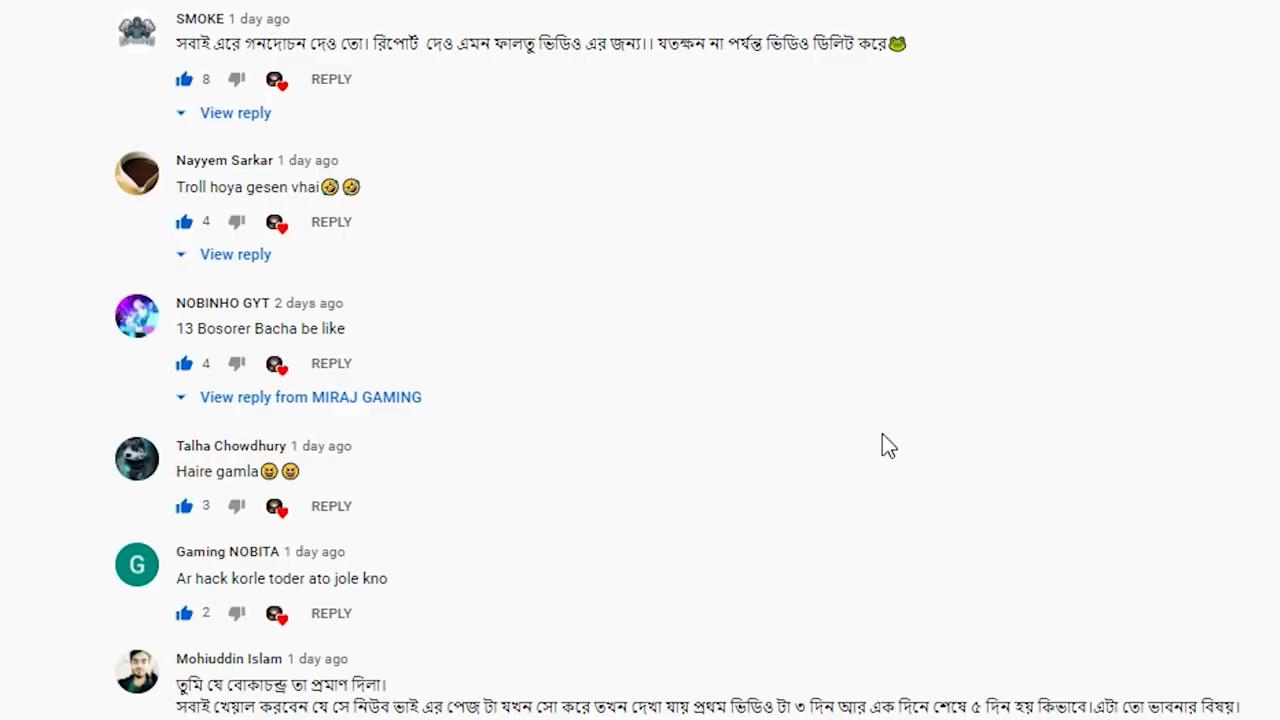 SMOKE 1 day ago
সবাই এরে গনদোচন দেও তো। রিপোর্ট দেও এমন ফালতু ভিডিও এর জন্য।। যতক্ষন না পর্যন্ত ভিডিও ডিলিট করে🐸
8 REPLY
View reply
Nayyem Sarkar 1 day ago
Troll hoya gesen vhai🤣🤣
4 REPLY
View reply
NOBINHO GYT 2 days ago
13 Bosorer Bacha be like
4 REPLY
View reply from MIRAJ GAMING
Talha Chowdhury 1 day ago
Haire gamla😆😆
3 REPLY
G
Gaming NOBITA 1 day ago
Ar hack korle toder ato jole kno
2 REPLY
Mohiuddin Islam 1 day ago
তুমি যে বোকাচন্দ্র তা প্রমাণ দিলা।
সবাই খেয়াল করবেন যে সে নিউব ভাই এর পেজ টা যখন সো করে তখন দেখা যায় প্রথম ভিডিও টা ৩ দিন আর এক দিনে শেষে ৫ দিন হয় কিভাবে।এটা তো ভাবনার বিষয়।